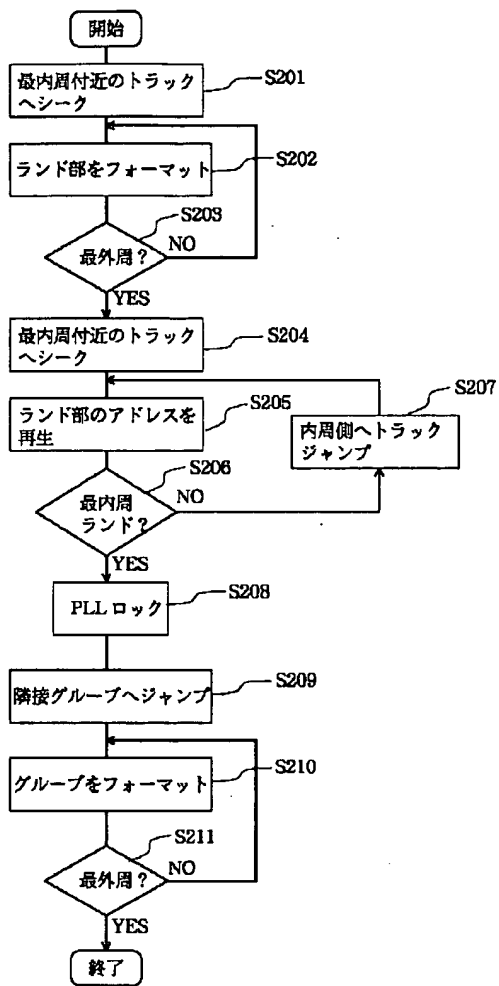 開始
最内周付近のトラック
へシーク
S201
ランド部をフォーマット
S202
S203
最外周？
NO
YES
最内周付近のトラック
へシーク
S204
ランド部のアドレスを
再生
S205
S206
最内周
ランド？
NO
S207
内周側へトラック
ジャンプ
YES
PLL ロック
S208
隣接グルーブへジャンプ
S209
グルーブをフォーマット
S210
S211
最外周？
NO
YES
終了